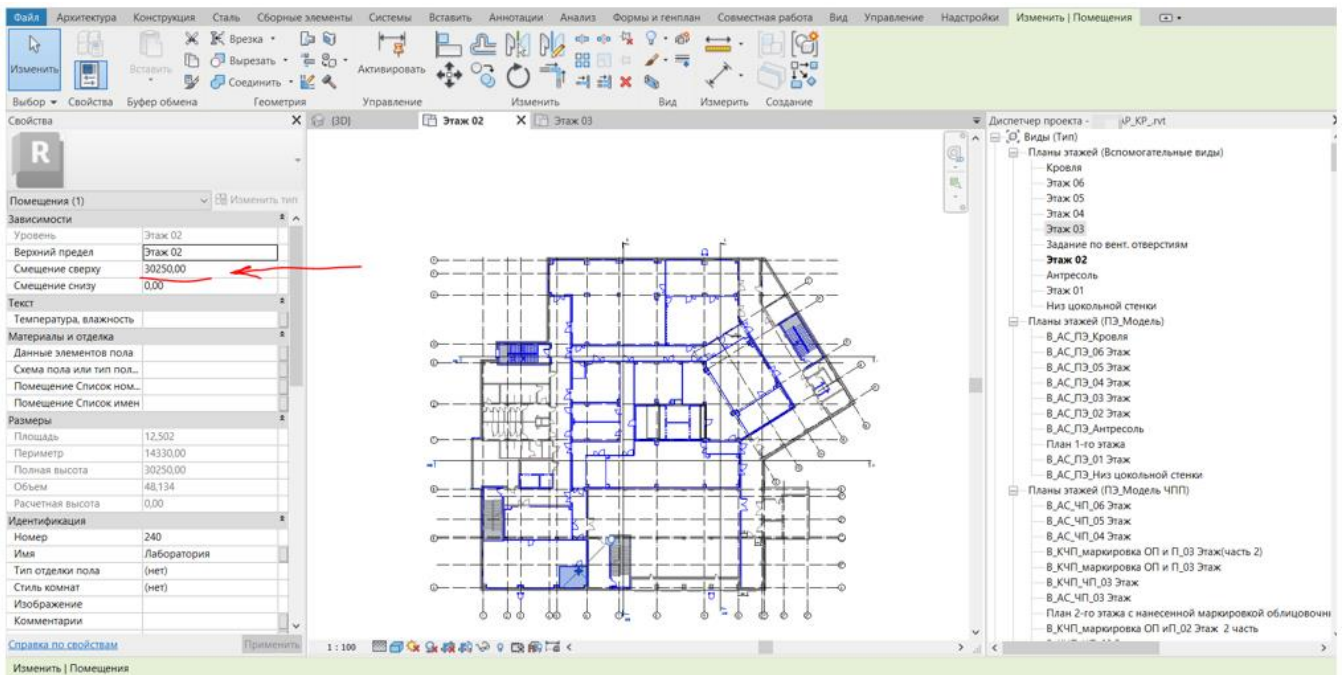 Файл Архитектура Конструкция Сталь Сборные элементы Системы Вставить Аннотации Анализ Формы и генплан Совместная работа Вид Управление Надстройки Изменить | Помещения
Врезка
Вырезать
Соединить
Изменить
Вставить
Активировать
Выбор Свойства Буфер обмена Геометрия Управление Изменить Вид Измерить Создание
Свойства
{3D} Этаж 02 X Этаж 03
R
Помещения (1) Изменить тип
Зависимости
Уровень Этаж 02
Верхний предел Этаж 02
Смещение сверху 30250,00
Смещение снизу 0,00
Текст
Температура, влажность
Материалы и отделка
Данные элементов пола
Схема пола или тип пол...
Помещение Список ном...
Помещение Список имен
Размеры
Площадь 12,502
Периметр 14330,00
Полная высота 30250,00
Объем 48,134
Расчетная высота 0,00
Идентификация
Номер 240
Имя Лаборатория
Тип отделки пола (нет)
Стиль комнат (нет)
Изображение
Комментарии
Справка по свойствам Применить
1 : 100
Изменить | Помещения
Диспетчер проекта - \P_KP_.rvt
Виды (Тип)
Планы этажей (Вспомогательные виды)
Кровля
Этаж 06
Этаж 05
Этаж 04
Этаж 03
Задание по вент. отверстиям
Этаж 02
Антресоль
Этаж 01
Низ цокольной стенки
Планы этажей (ПЭ_Модель)
В_АС_ПЭ_Кровля
В_АС_ПЭ_06 Этаж
В_АС_ПЭ_05 Этаж
В_АС_ПЭ_04 Этаж
В_АС_ПЭ_03 Этаж
В_АС_ПЭ_02 Этаж
В_АС_ПЭ_Антресоль
План 1-го этажа
В_АС_ПЭ_01 Этаж
В_АС_ПЭ_Низ цокольной стенки
Планы этажей (ПЭ_Модель ЧПП)
В_АС_ЧП_06 Этаж
В_АС_ЧП_05 Этаж
В_АС_ЧП_04 Этаж
В_КЧП_маркировка ОП и П_03 Этаж(часть 2)
В_КЧП_маркировка ОП и П_03 Этаж
В_КЧП_ЧП_03 Этаж
В_АС_ЧП_03 Этаж
План 2-го этажа с нанесенной маркировкой облицовочн
В_КЧП_маркировка ОП иП_02 Этаж 2 часть